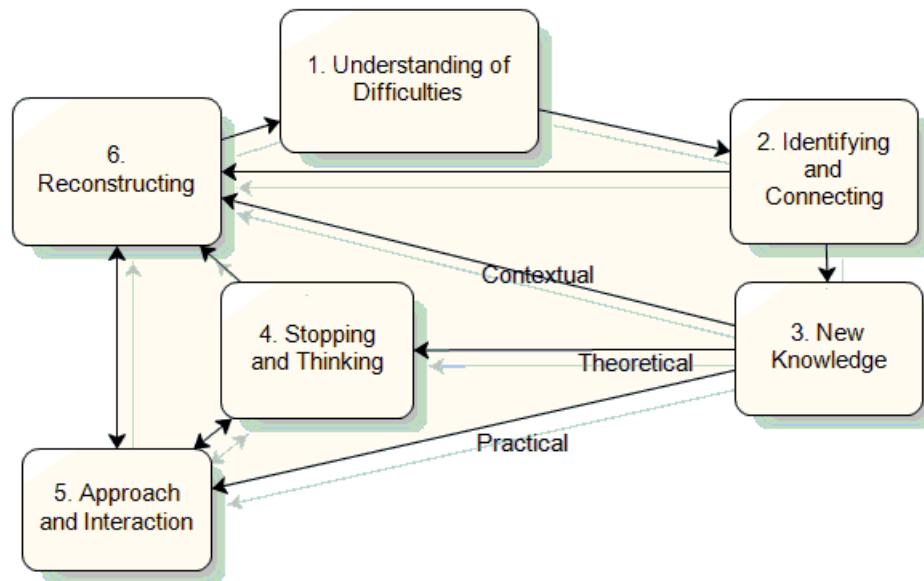 1. Understanding of
Difficulties
2. Identifying
and
Connecting
6.
Reconstructing
Contextual
3. New
Knowledge
4. Stopping
and Thinking
Theoretical
Practical
5. Approach
and Interaction